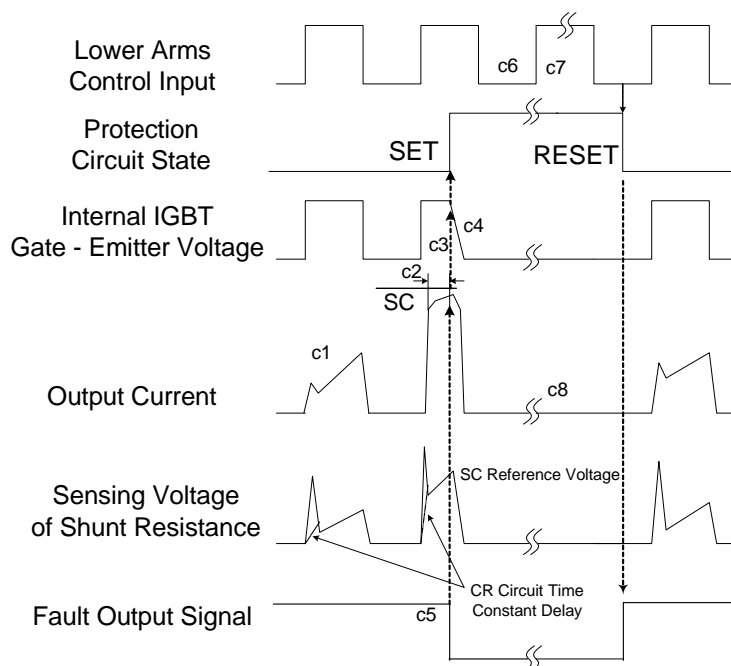 Lower Arms
Control Input
c6
c7
Protection
Circuit State
SET
RESET
Internal IGBT
Gate - Emitter Voltage
c4
c3
c2
SC
c1
Output Current
c8
SC Reference Voltage
Sensing Voltage
of Shunt Resistance
CR Circuit Time
Constant Delay
Fault Output Signal
c5